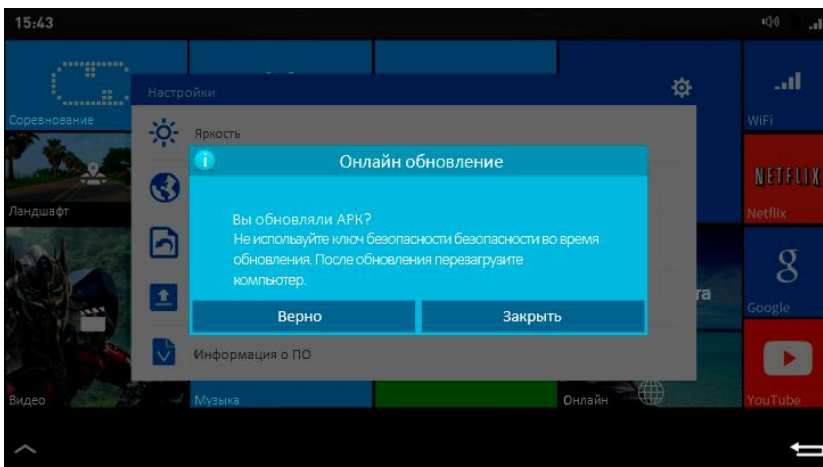 15:43
Соревнование
Настройки
WiFi
Яркость
Онлайн обновление
NETFLIX
Ландшафт
Netflix
Вы обновляли АРК?
Не используйте ключ безопасности безопасности во время
обновления. После обновления перезагрузите
компьютер.
Google
Верно
Закрыть
Информация о ПО
Видео
Музыка
Онлайн
YouTube